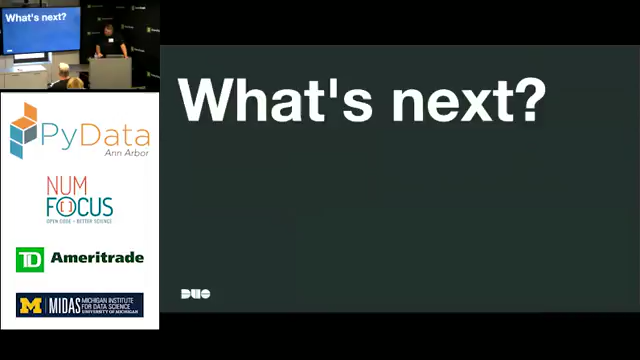 What's next?
What's next?
DUO
PyData
Ann Arbor
NUM
FOCUS
OPEN CODE = BETTER SCIENCE
TD Ameritrade
M MIDAS MICHIGAN INSTITUTE
FOR DATA SCIENCE
UNIVERSITY OF MICHIGAN